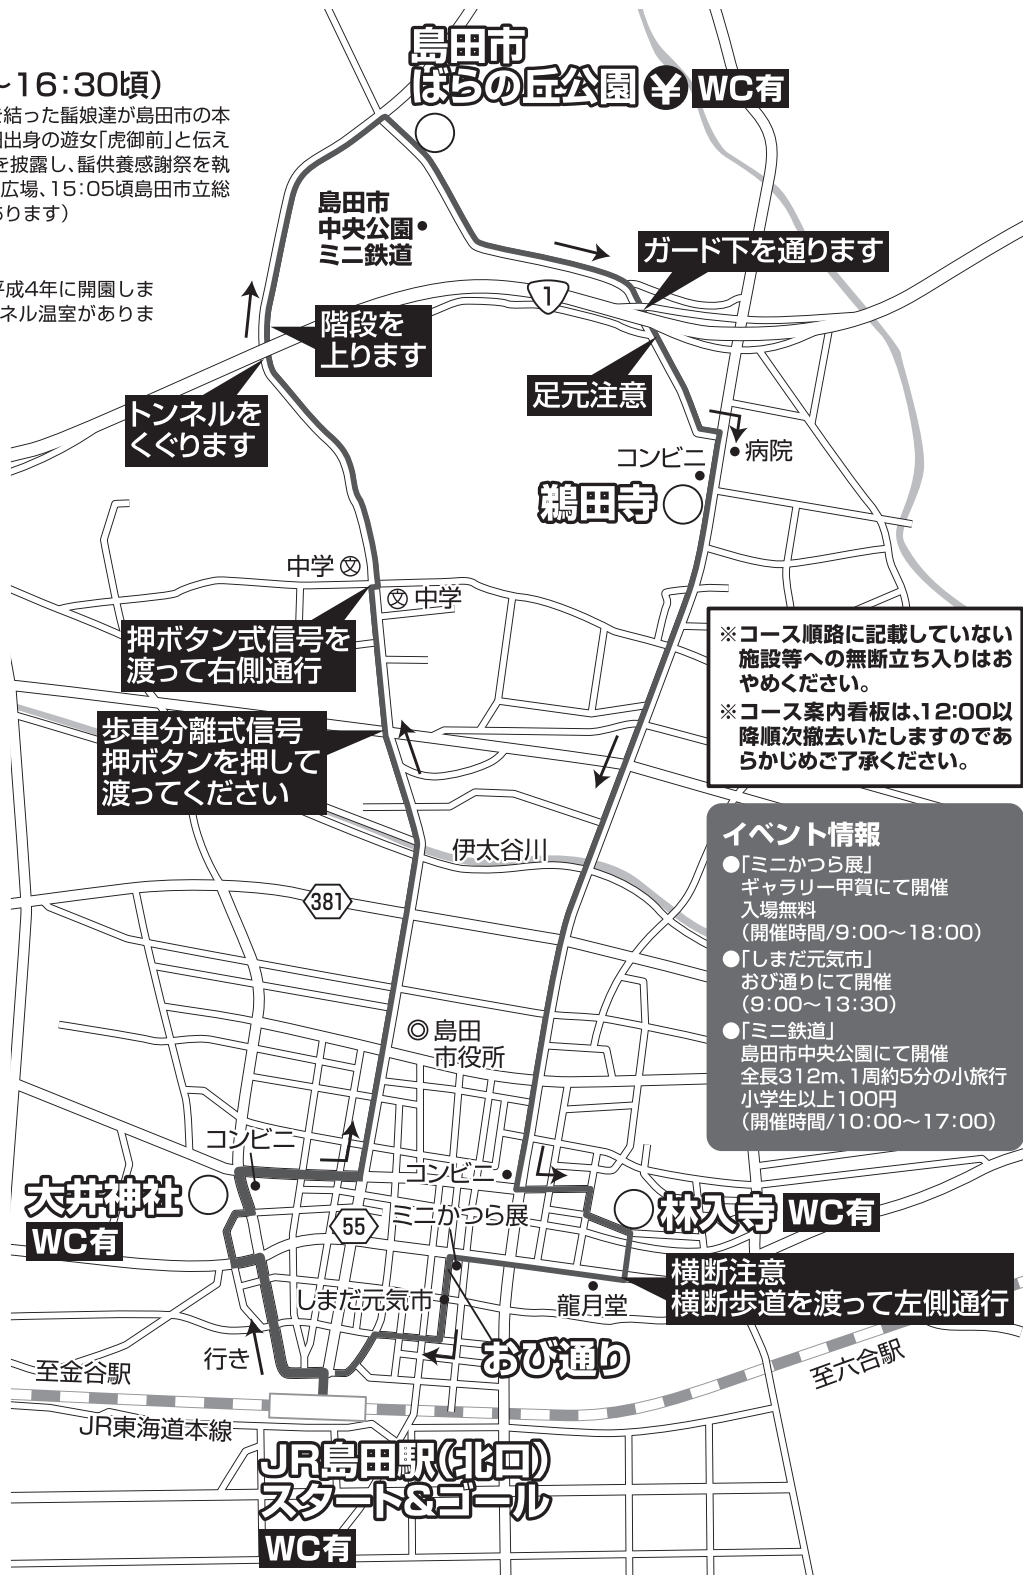 〜16:30頃）
を結った髷娘達が島田市の本
田出身の遊女「虎御前」と伝え
を披露し、髷供養感謝祭を執
広場、15:05頃島田市立総
あります）
平成4年に開園しま
ネル温室がありま
島田市
ばらの丘公園 ¥ WC有
島田市
中央公園
ミニ鉄道
ガード下を通ります
1
階段を
上ります
足元注意
トンネルを
くぐります
コンビニ
病院
鵜田寺
中学 文
文 中学
押ボタン式信号を
渡って右側通行
歩車分離式信号
押ボタンを押して
渡ってください
※コース順路に記載していない
施設等への無断立ち入りはお
やめください。
※コース案内看板は、12:00以
降順次撤去いたしますのであ
らかじめご了承ください。
伊太谷川
381
イベント情報
●「ミニかつら展」
ギャラリー甲賀にて開催
入場無料
（開催時間/9:00〜18:00）
●「しまだ元気市」
おび通りにて開催
（9:00〜13:30）
●「ミニ鉄道」
島田市中央公園にて開催
全長312m、1周約5分の小旅行
小学生以上100円
（開催時間/10:00〜17:00）
◎ 島田
市役所
コンビニ
コンビニ
大井神社
WC有
55
ミニかつら展
林入寺 WC有
横断注意
横断歩道を渡って左側通行
しまだ元気市
龍月堂
おび通り
行き
至金谷駅
至六合駅
JR東海道本線
JR島田駅（北口）
スタート&ゴール
WC有